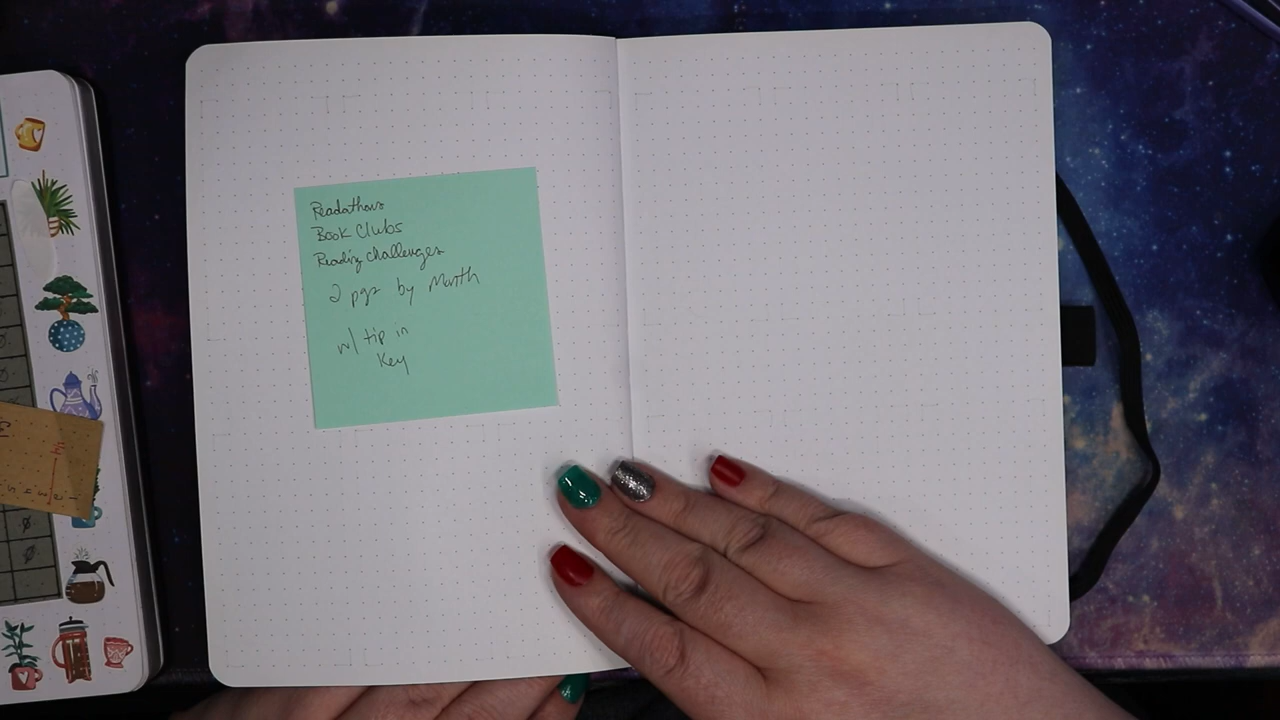 Readathons
Book Clubs
Reading challenges
2 pgs by Month
w/ tip in
Key